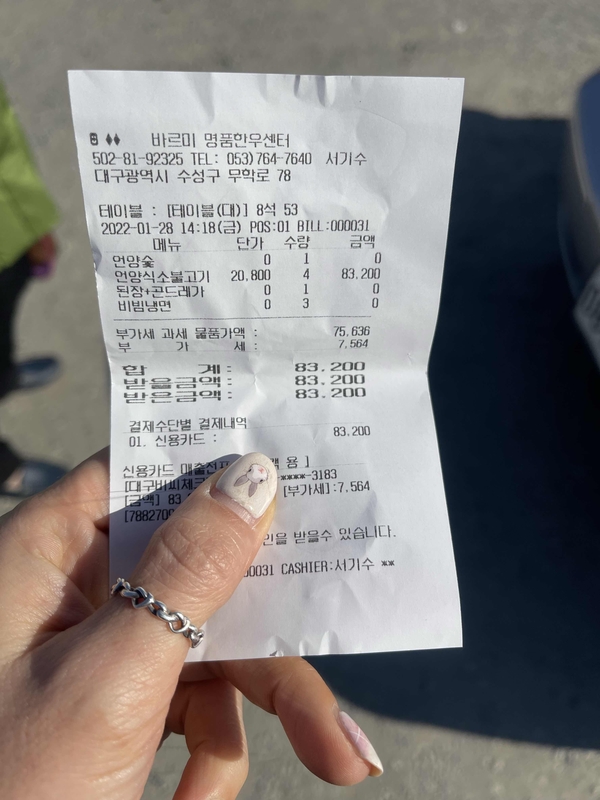 바르미 명품한우센터
502-81-92325 TEL: 053)764-7640 서기수
대구광역시 수성구 무학로 78
테이블 : [테이블(대)] 8석 53
2022-01-28 14:18(금) POS:01 BILL:000031
메뉴 단가 수량 금액
언양숯 0 1 0
언양식소불고기 20,800 4 83,200
된장+곤드레가 0 1 0
비빔냉면 0 3 0
부가세 과세 물품가액 : 75,636
부 가 세 : 7,564
합 계 : 83,200
받을금액 : 83,200
받은금액 : 83,200
결제수단별 결제내역
01. 신용카드 : 83,200
신용카드 매출전 용 ]
[대구비씨체크 ****-3183
[금액] 83 [부가세]:7,564
[788270
인을 받을수 있습니다.
00031 CASHIER:서기수 **